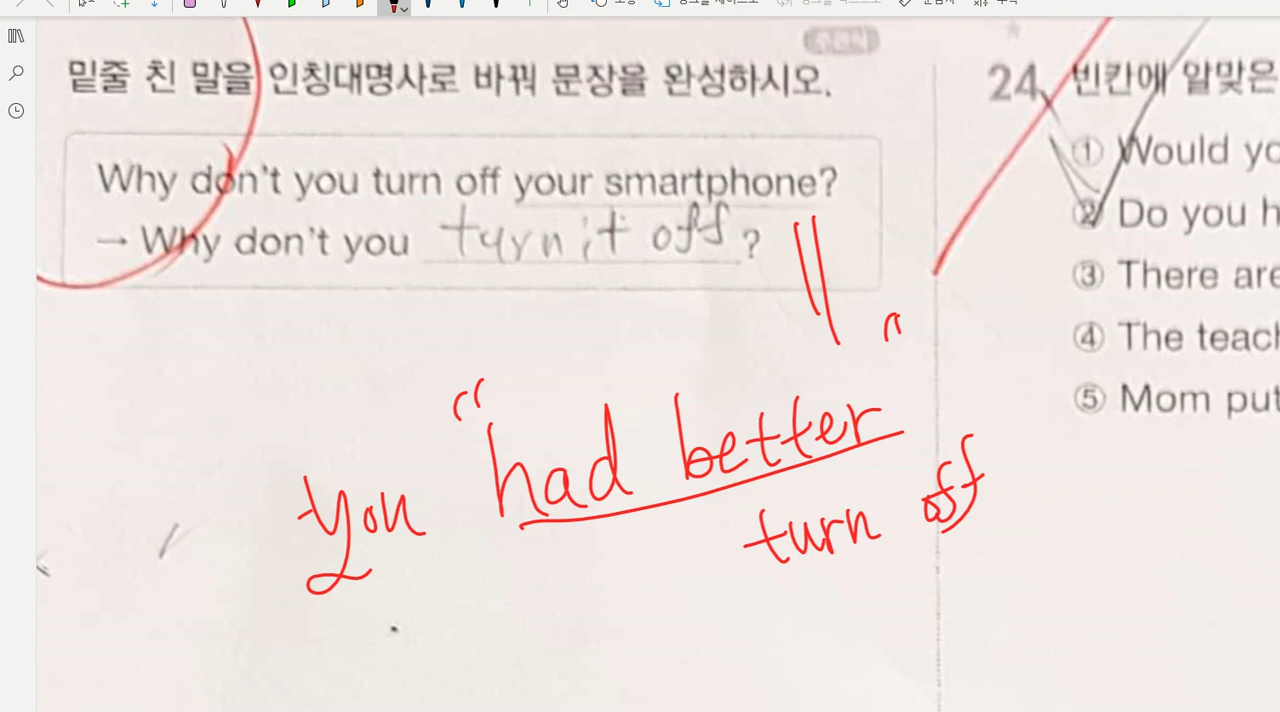 밑줄 친 말을 인칭대명사로 바꿔 문장을 완성하시오.
Why don't you turn off your smartphone?
→ Why don't you turn it off ?
you "had better"
turn off
24 빈칸에 알맞은
① Would yo
② Do you h
③ There are
④ The teach
⑤ Mom put